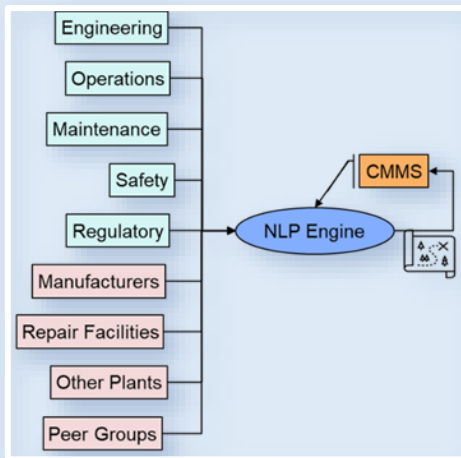 Engineering
Operations
Maintenance
Safety
Regulatory
Manufacturers
Repair Facilities
Other Plants
Peer Groups
NLP Engine
CMMS